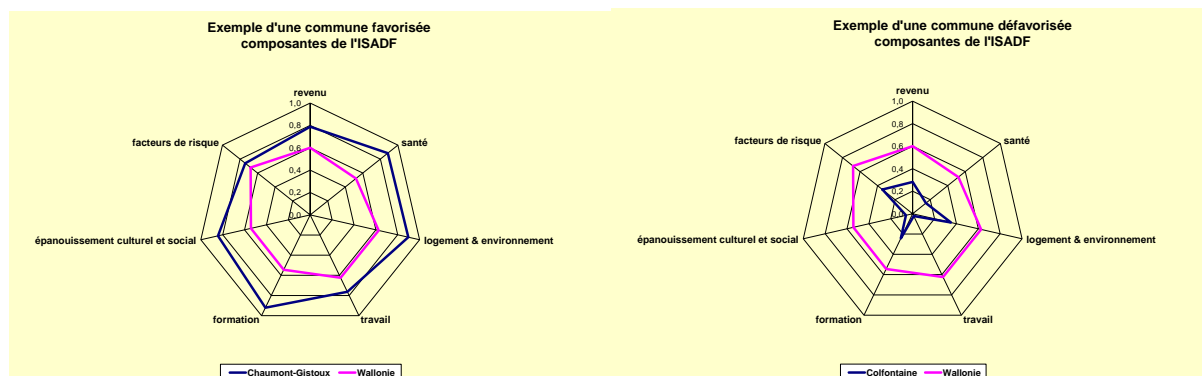 Exemple d'une commune favorisée
composantes de l'ISADF
revenu
1,0
0,8
0,6
0,4
0,2
0,0
santé
logement & environnement
travail
formation
épanouissement culturel et social
facteurs de risque
Chaumont-Gistoux
Wallonie
Exemple d'une commune défavorisée
composantes de l'ISADF
revenu
1,0
0,8
0,6
0,4
0,2
0,0
santé
logement & environnement
travail
formation
épanouissement culturel et social
facteurs de risque
Colfontaine
Wallonie